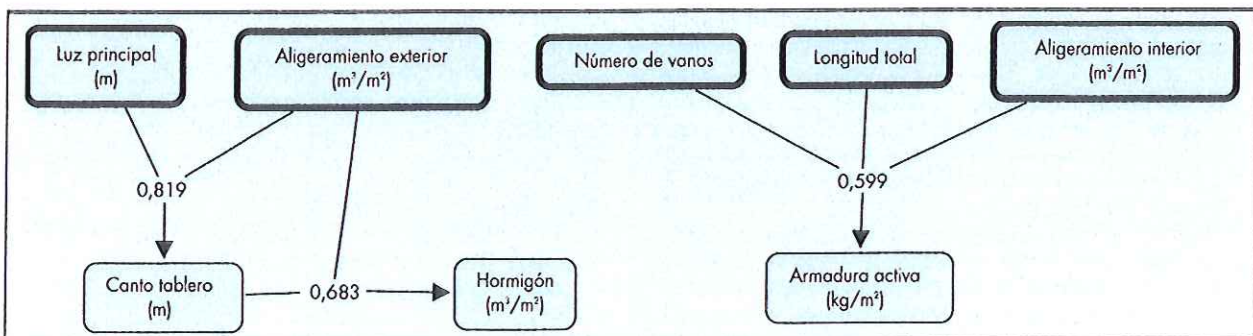 Luz principal
(m)
Aligeramiento exterior
(m³/m²)
Número de vanos
Longitud total
Aligeramiento interior
(m³/m²)
0,819
0,599
Canto tablero
(m)
0,683
Hormigón
(m³/m²)
Armadura activa
(kg/m²)